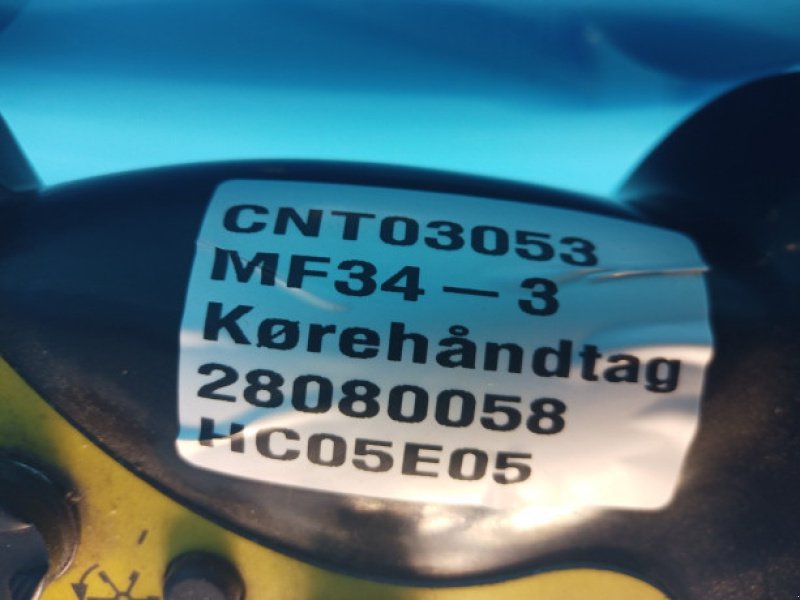 CNT03053
MF34 – 3
Kørehåndtag
28080058
HC05E05